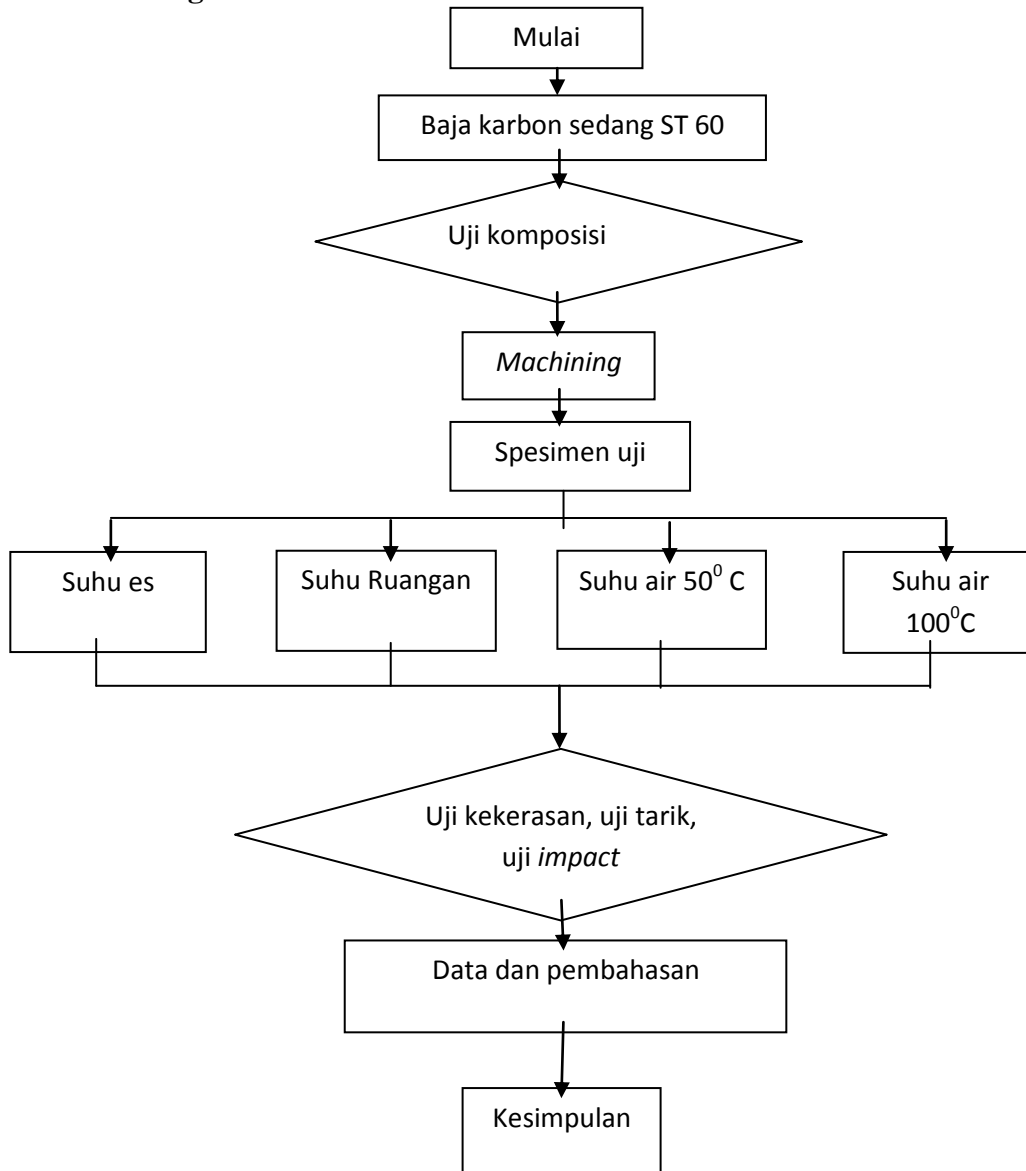 Mulai
Baja karbon sedang ST 60
Uji komposisi
Machining
Spesimen uji
Suhu es
Suhu Ruangan
Suhu air 50⁰ C
Suhu air
100⁰C
Uji kekerasan, uji tarik,
uji impact
Data dan pembahasan
Kesimpulan